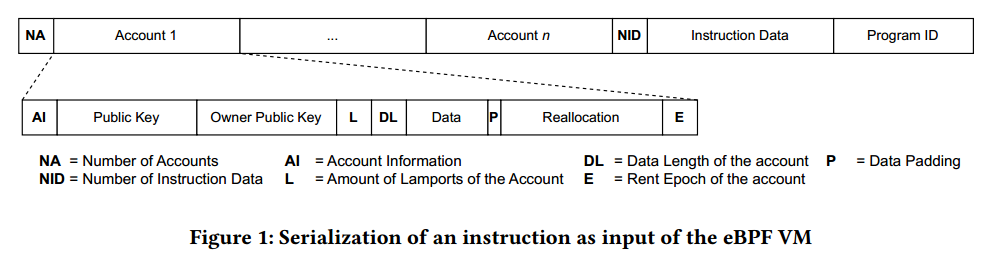 NA Account 1 ... Account n NID Instruction Data Program ID
AI Public Key Owner Public Key L DL Data P Reallocation E
NA = Number of Accounts AI = Account Information DL = Data Length of the account P = Data Padding
NID = Number of Instruction Data L = Amount of Lamports of the Account E = Rent Epoch of the account
Figure 1: Serialization of an instruction as input of the eBPF VM